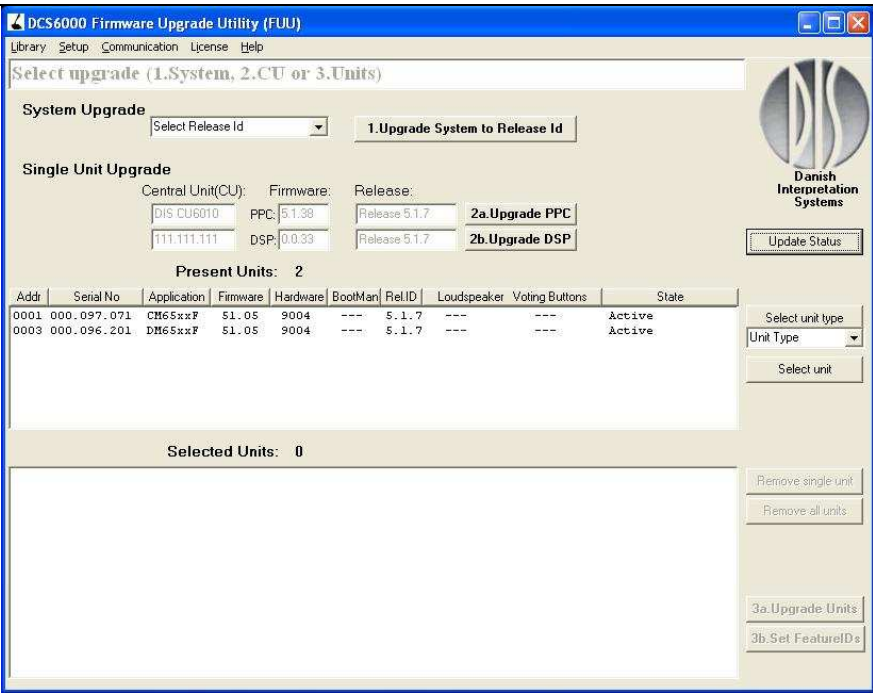 DCS6000 Firmware Upgrade Utility (FUU)
Library Setup Communication License Help
Select upgrade (1.System, 2.CU or 3.Units)
System Upgrade
Select Release Id
1.Upgrade System to Release Id
DIS
Danish
Interpretation
Systems
Single Unit Upgrade
Central Unit(CU): Firmware: Release:
DIS CU6010 PPC: 5.1.38 Release 5.1.7 2a.Upgrade PPC
111.111.111 DSP: 0.0.33 Release 5.1.7 2b.Upgrade DSP
Update Status
Present Units: 2
Addr Serial No Application Firmware Hardware BootMan Rel.ID Loudspeaker Voting Buttons State
0001 000.097.071 CM65xxF 51.05 9004 --- 5.1.7 --- --- Active
0003 000.096.201 DM65xxF 51.05 9004 --- 5.1.7 --- --- Active
Select unit type
Unit Type
Select unit
Selected Units: 0
Remove single unit
Remove all units
3a.Upgrade Units
3b.Set FeatureIDs